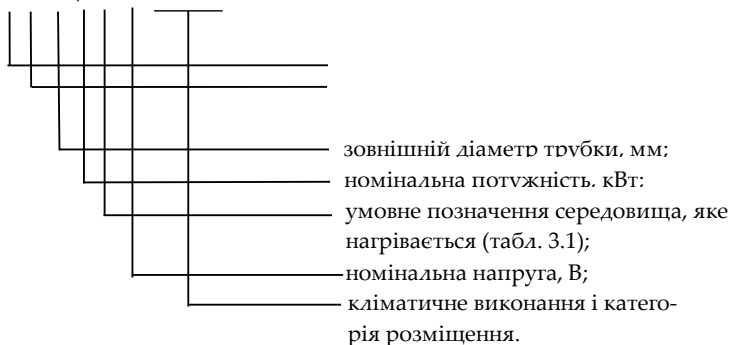 зовнішній діаметр трубки, мм;
номінальна потужність, кВт;
умовне позначення середовища, яке
нагрівається (табл. 3.1);
номінальна напруга, В;
кліматичне виконання і катего-
рія розміщення.